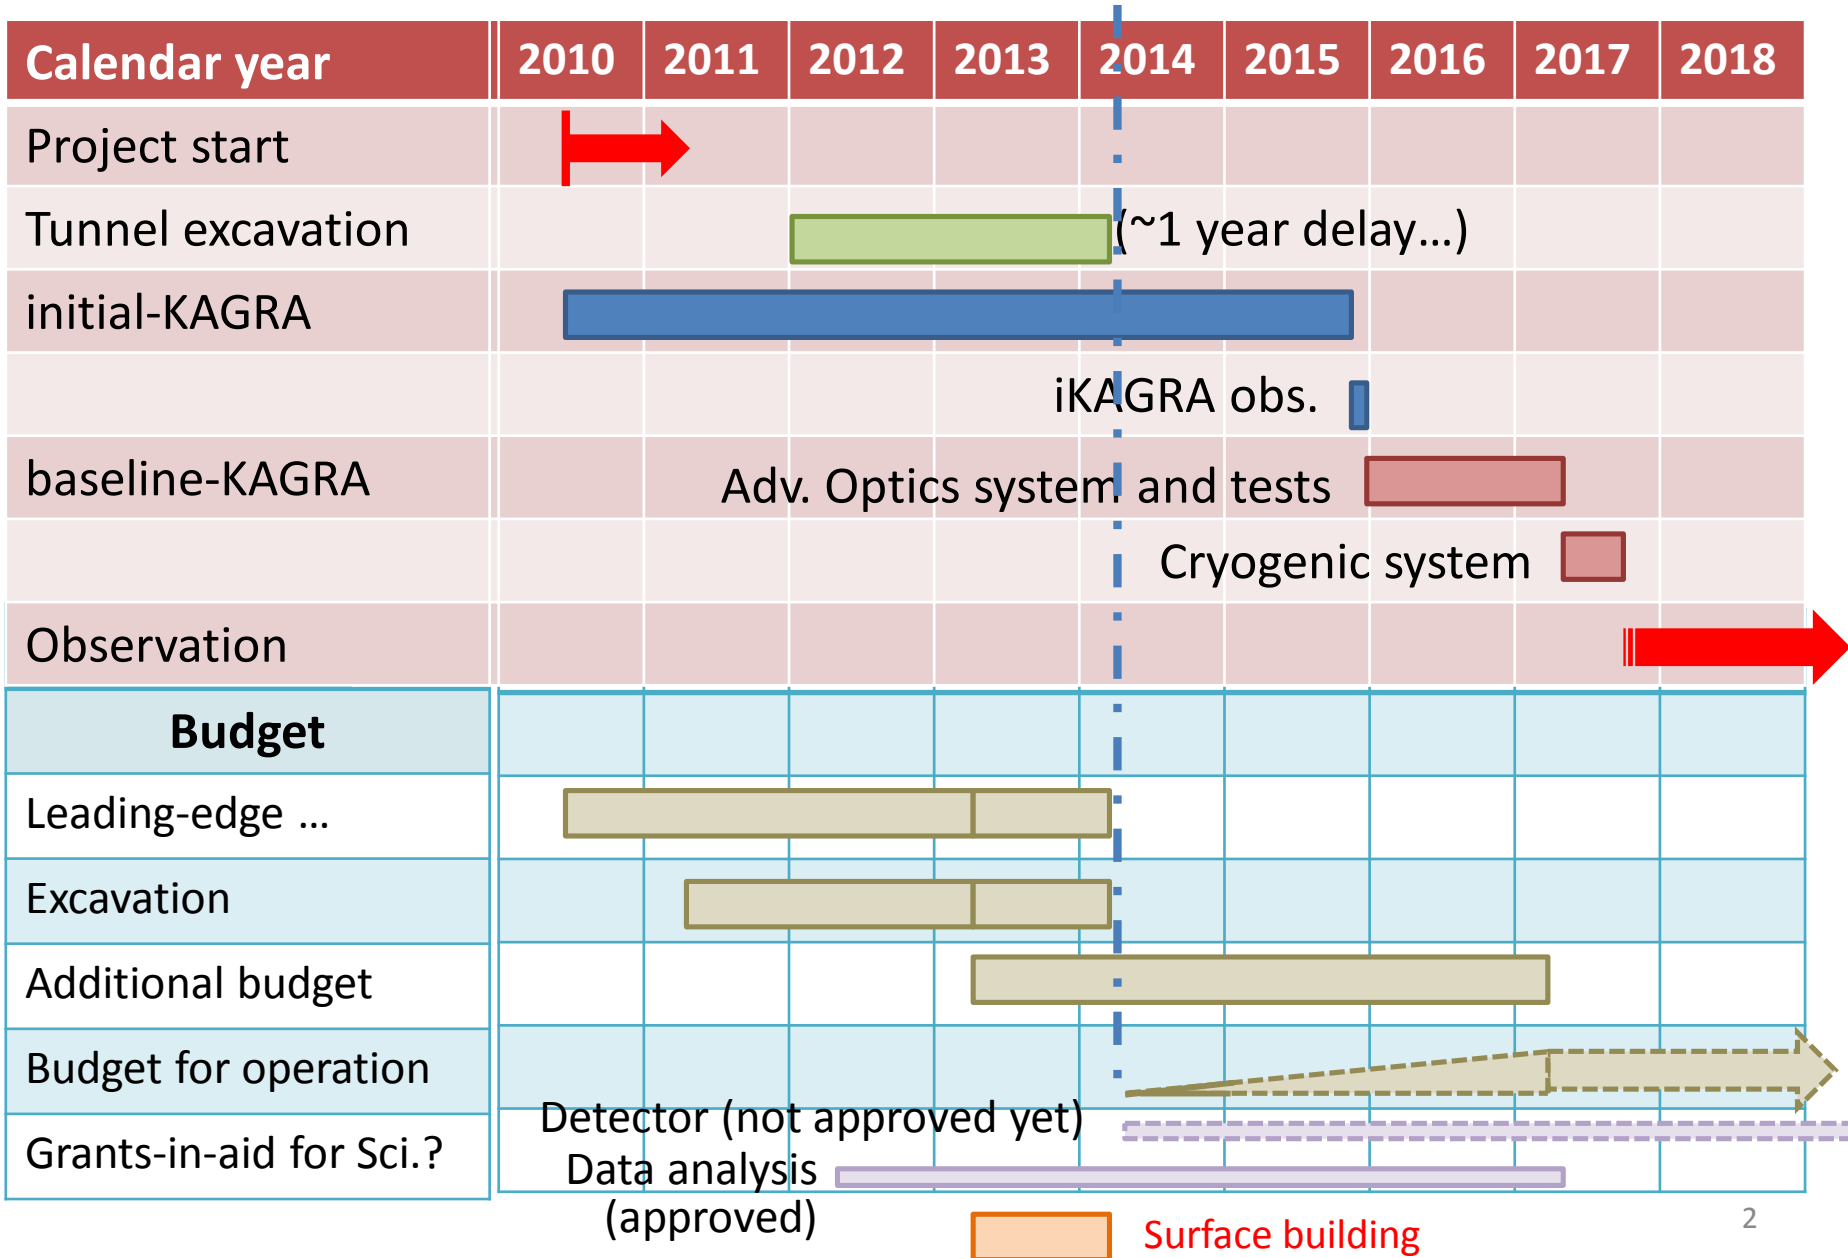 Calendar year 2010 2011 2012 2013 2014 2015 2016 2017 2018
Project start
Tunnel excavation (~1 year delay…)
initial-KAGRA
iKAGRA obs.
baseline-KAGRA Adv. Optics system and tests
Cryogenic system
Observation
Budget
Leading-edge …
Excavation
Additional budget
Budget for operation
Detector (not approved yet)
Grants-in-aid for Sci.?
Data analysis
(approved)
Surface building
2